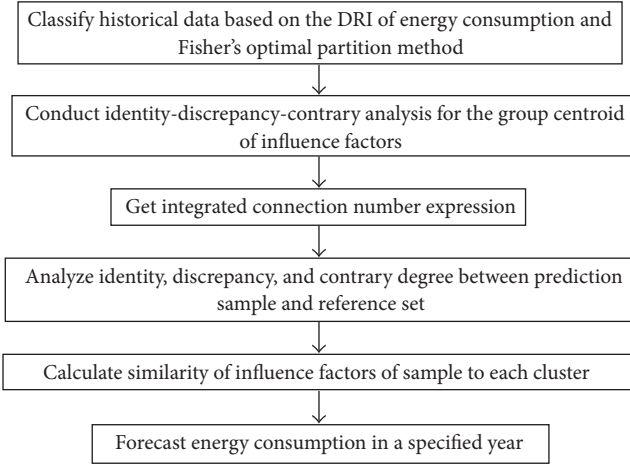 Classify historical data based on the DRI of energy consumption and
Fisher's optimal partition method
Conduct identity-discrepancy-contrary analysis for the group centroid
of influence factors
Get integrated connection number expression
Analyze identity, discrepancy, and contrary degree between prediction
sample and reference set
Calculate similarity of influence factors of sample to each cluster
Forecast energy consumption in a specified year